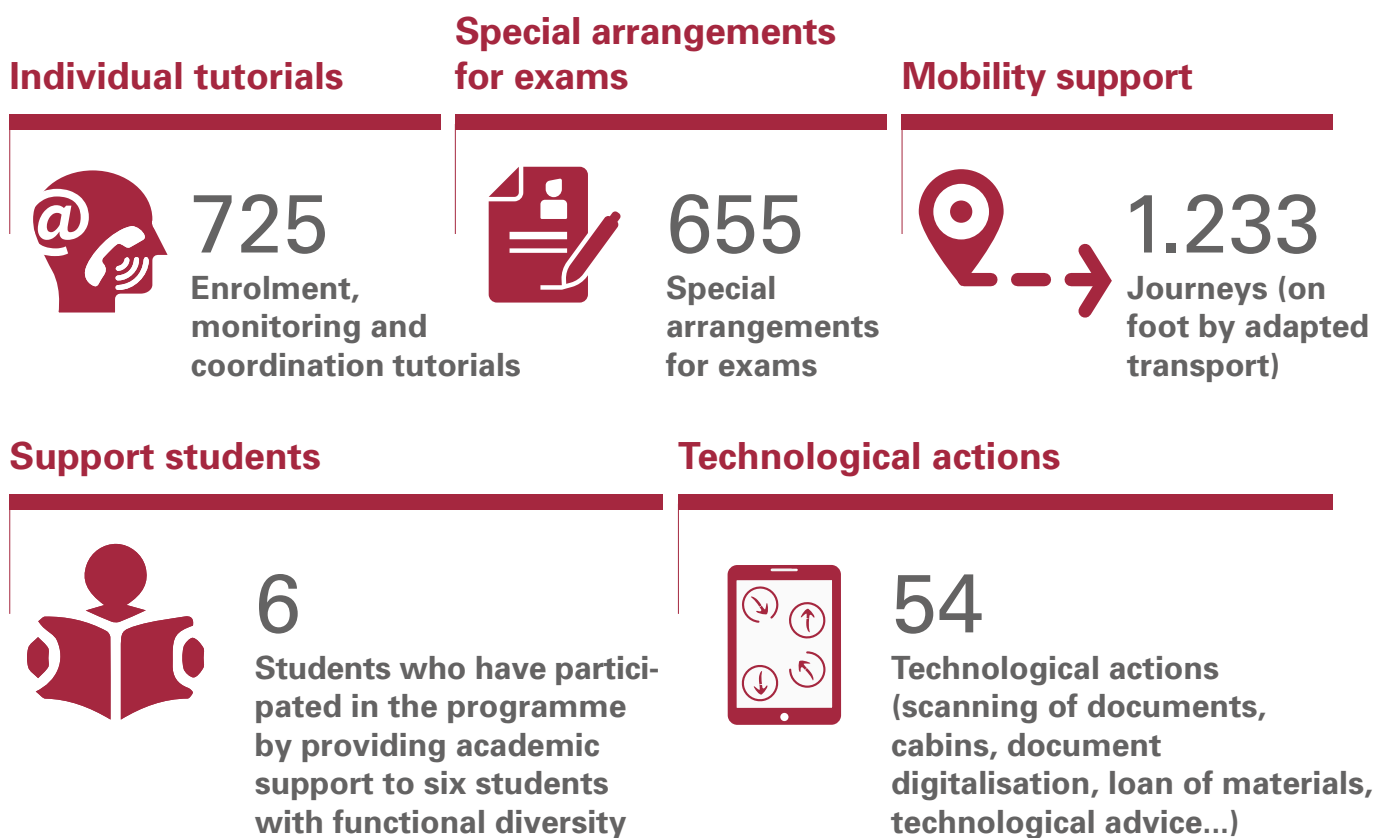 Individual tutorials
725
Enrolment,
monitoring and
coordination tutorials
Special arrangements
for exams
655
Special
arrangements
for exams
Mobility support
1.233
Journeys (on
foot by adapted
transport)
Support students
6
Students who have partici-
pated in the programme
by providing academic
support to six students
with functional diversity
Technological actions
54
Technological actions
(scanning of documents,
cabins, document
digitalisation, loan of materials,
technological advice...)